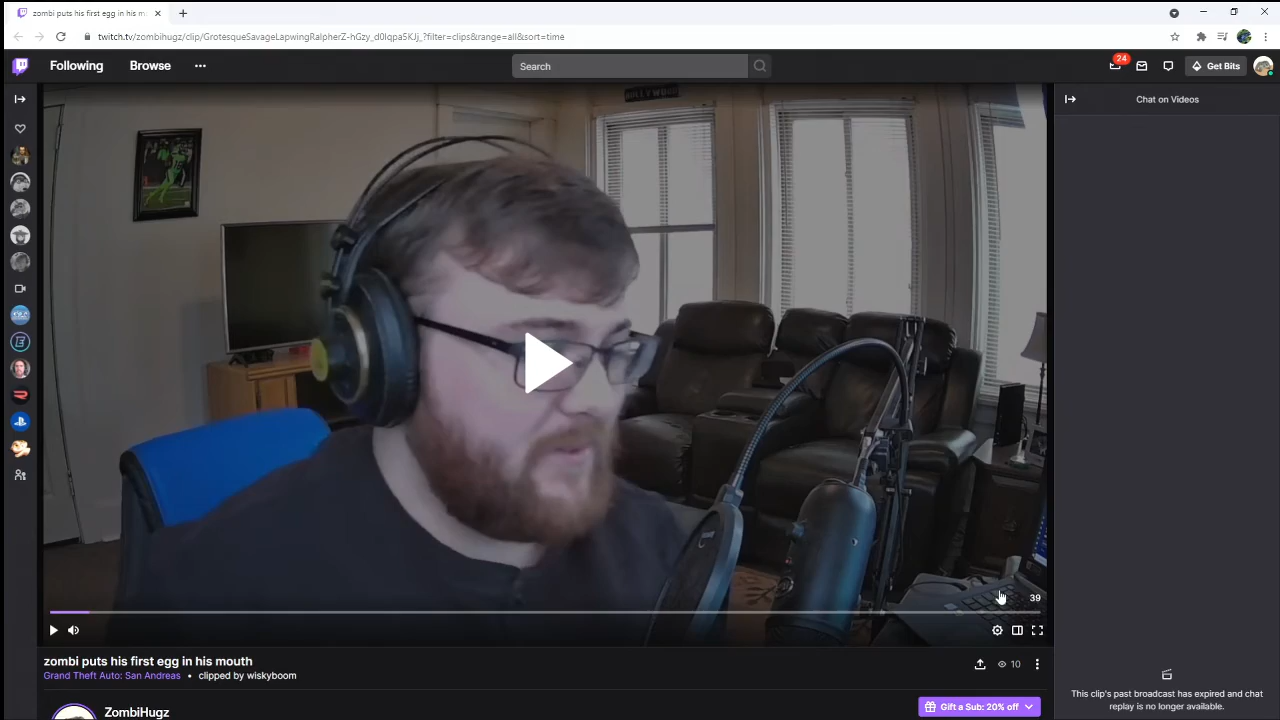 zombi puts his first egg in his m
twitch.tv/zombihugz/clip/GrotesqueSavageLapwingRalpherZ-hGzy_d0IqpaSKJj_?filter=clips&range=all&sort=time
Following
Browse
Search
24
Get Bits
Chat on Videos
HOLLYWOOD
39
zombi puts his first egg in his mouth
10
Grand Theft Auto: San Andreas • clipped by wiskyboom
This clip's past broadcast has expired and chat
replay is no longer available.
Gift a Sub: 20% off
ZombiHugz